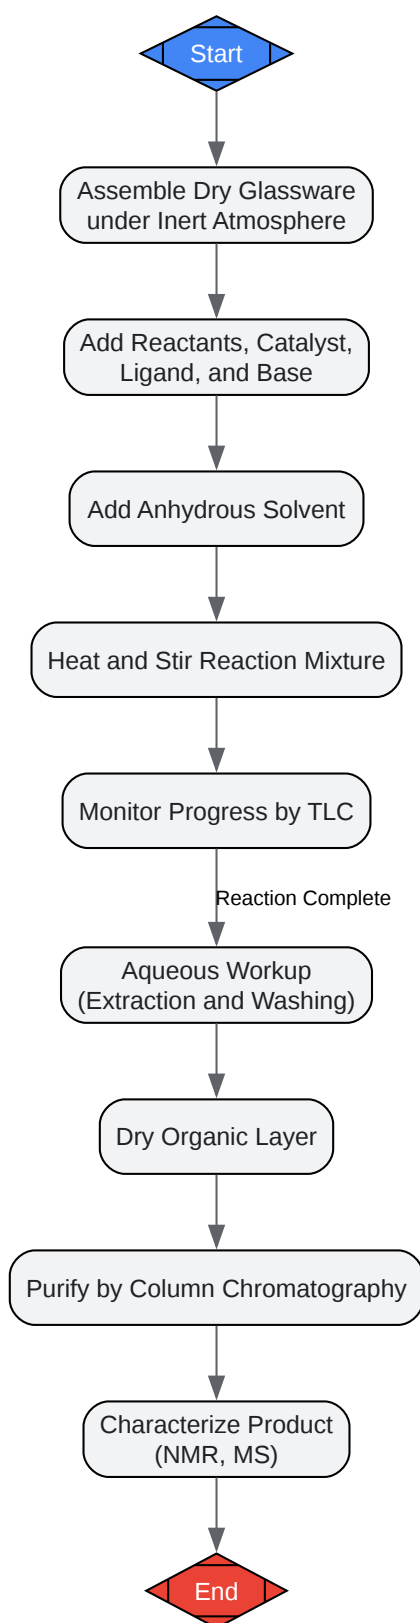 Start
Assemble Dry Glassware
under Inert Atmosphere
Add Reactants, Catalyst,
Ligand, and Base
Add Anhydrous Solvent
Heat and Stir Reaction Mixture
Monitor Progress by TLC
Reaction Complete
Aqueous Workup
(Extraction and Washing)
Dry Organic Layer
Purify by Column Chromatography
Characterize Product
(NMR, MS)
End